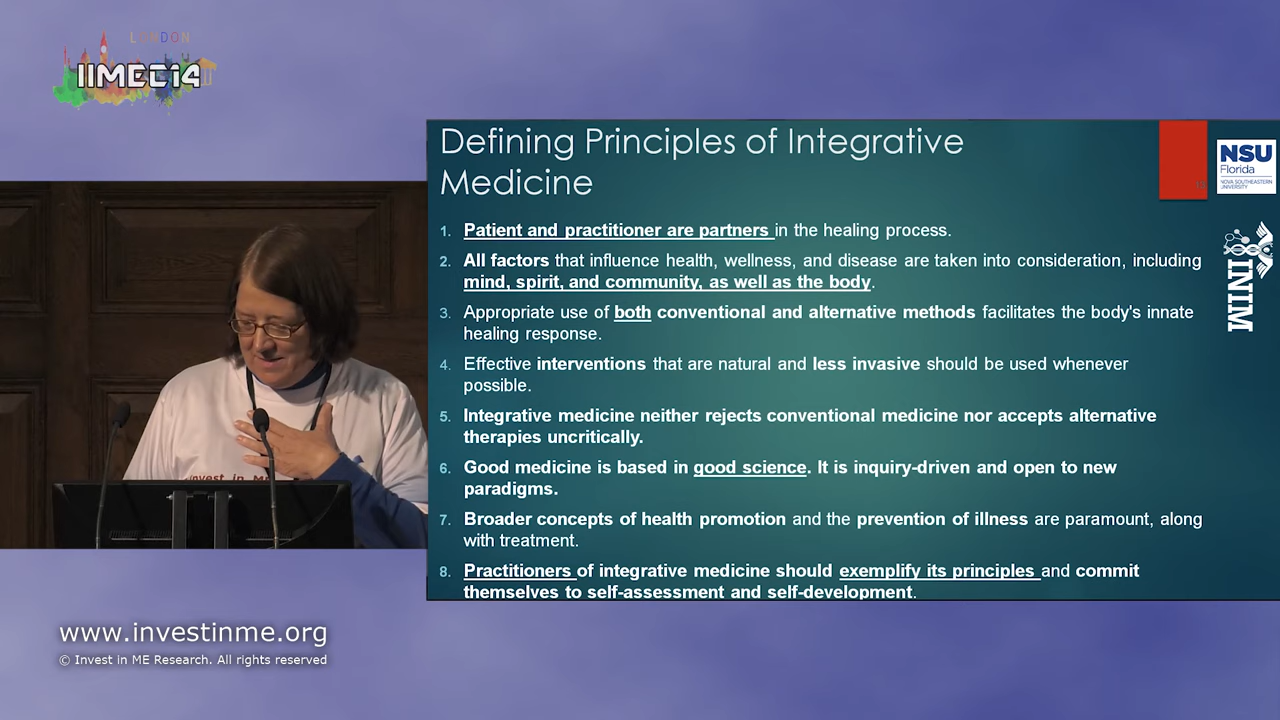 LONDON
IIMEC14
Defining Principles of Integrative
Medicine
15
NSU
Florida
NOVA SOUTHEASTERN
UNIVERSITY
INIM
1. Patient and practitioner are partners in the healing process.
2. All factors that influence health, wellness, and disease are taken into consideration, including
mind, spirit, and community, as well as the body.
3. Appropriate use of both conventional and alternative methods facilitates the body's innate
healing response.
4. Effective interventions that are natural and less invasive should be used whenever
possible.
5. Integrative medicine neither rejects conventional medicine nor accepts alternative
therapies uncritically.
6. Good medicine is based in good science. It is inquiry-driven and open to new
paradigms.
7. Broader concepts of health promotion and the prevention of illness are paramount, along
with treatment.
8. Practitioners of integrative medicine should exemplify its principles and commit
themselves to self-assessment and self-development.
invest in ME
www.investinme.org
© Invest in ME Research. All rights reserved